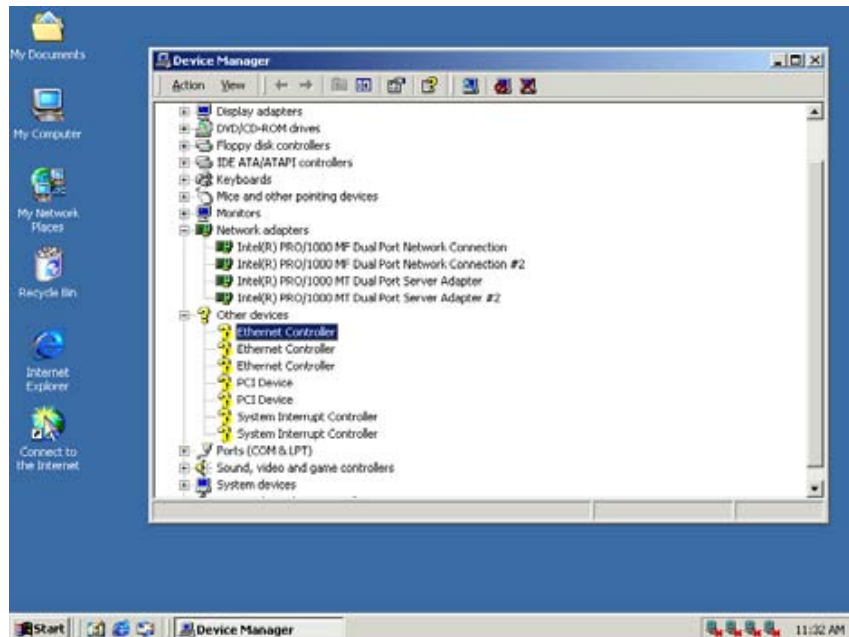 My Documents
My Computer
My Network
Places
Recycle Bin
Internet
Explorer
Connect to
the Internet
Device Manager
Action View
Display adapters
DVD/CD-ROM drives
Floppy disk controllers
IDE ATA/ATAPI controllers
Keyboards
Mice and other pointing devices
Monitors
Network adapters
Intel(R) PRO/1000 MF Dual Port Network Connection
Intel(R) PRO/1000 MF Dual Port Network Connection #2
Intel(R) PRO/1000 MT Dual Port Server Adapter
Intel(R) PRO/1000 MT Dual Port Server Adapter #2
Other devices
Ethernet Controller
Ethernet Controller
Ethernet Controller
PCI Device
PCI Device
System Interrupt Controller
System Interrupt Controller
Ports (COM & LPT)
Sound, video and game controllers
System devices
Start
Device Manager
11:32 AM